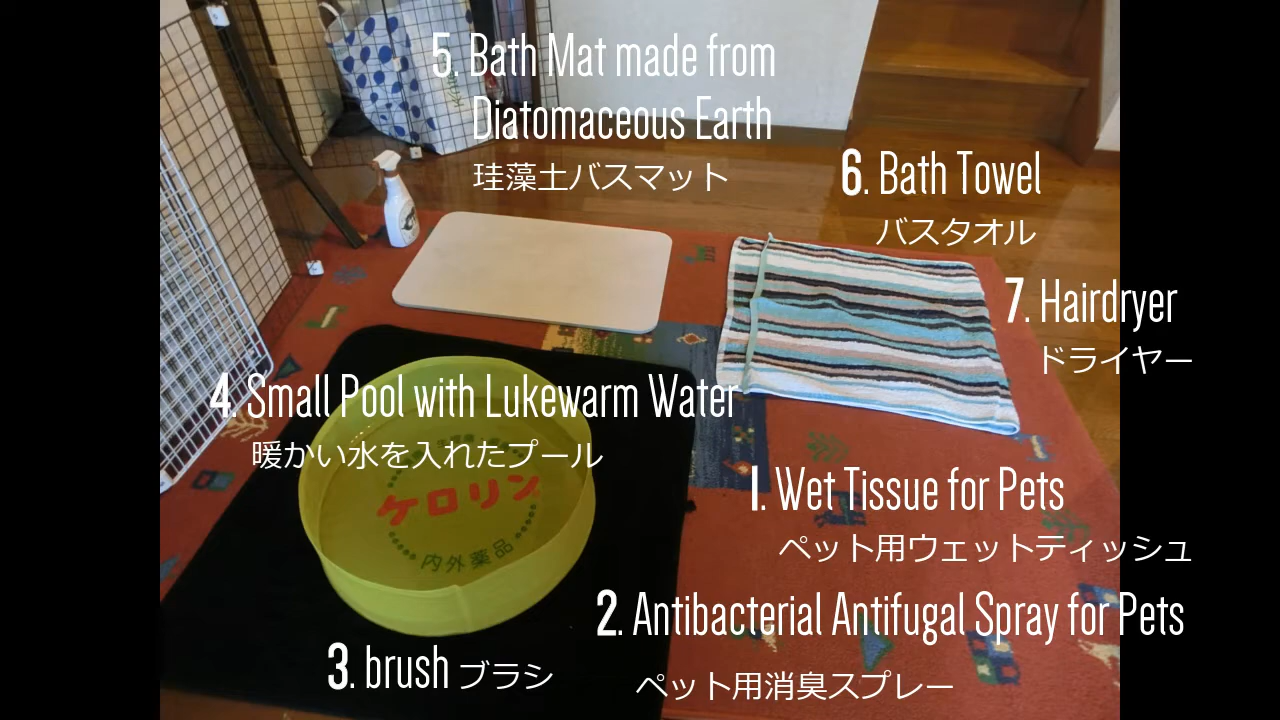 5. Bath Mat made from
Diatomaceous Earth
珪藻土バスマット
6. Bath Towel
バスタオル
7. Hairdryer
ドライヤー
4. Small Pool with Lukewarm Water
暖かい水を入れたプール
ケロリン
内外薬品
1. Wet Tissue for Pets
ペット用ウェットティッシュ
2. Antibacterial Antifugal Spray for Pets
ペット用消臭スプレー
3. brush ブラシ